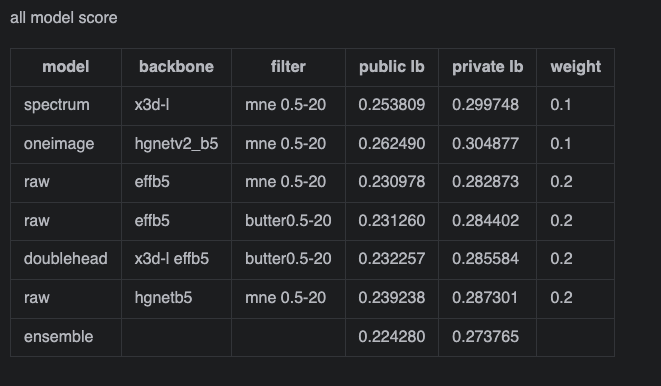 all model score
model backbone filter public lb private lb weight
spectrum x3d-l mne 0.5-20 0.253809 0.299748 0.1
oneimage hgnetv2_b5 mne 0.5-20 0.262490 0.304877 0.1
raw effb5 mne 0.5-20 0.230978 0.282873 0.2
raw effb5 butter0.5-20 0.231260 0.284402 0.2
doublehead x3d-l effb5 butter0.5-20 0.232257 0.285584 0.2
raw hgnetb5 mne 0.5-20 0.239238 0.287301 0.2
ensemble 0.224280 0.273765